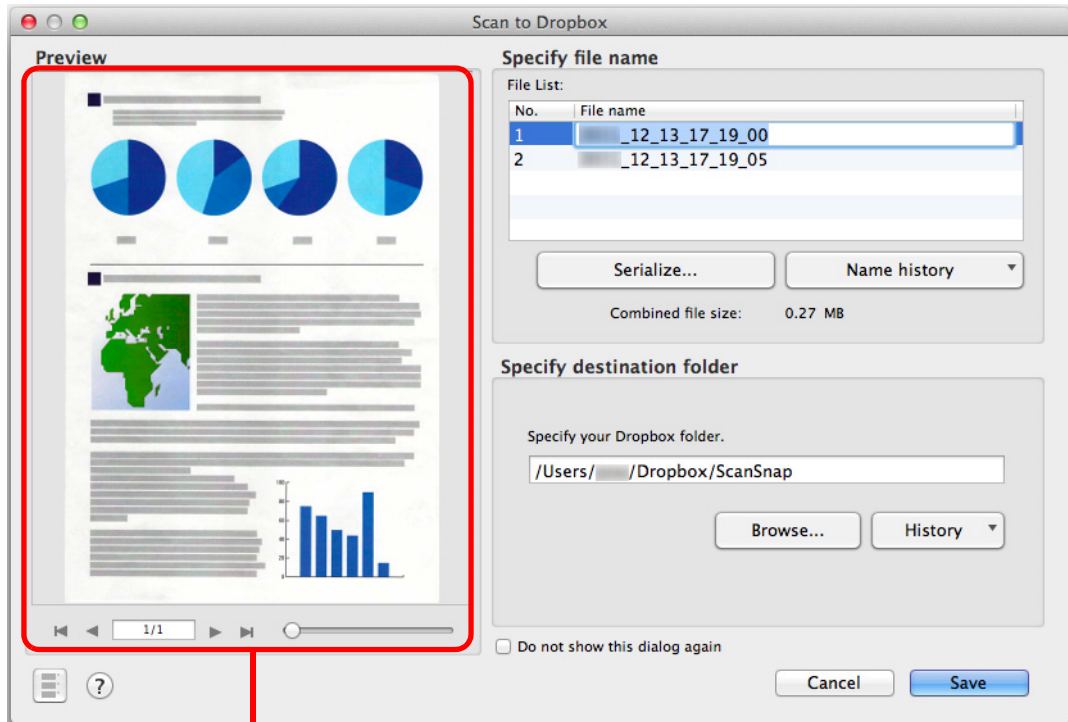 Scan to Dropbox
Preview
1/1
Specify file name
File List:
No. File name
1 _12_13_17_19_00
2 _12_13_17_19_05
Serialize...
Name history
Combined file size: 0.27 MB
Specify destination folder
Specify your Dropbox folder.
/Users/ /Dropbox/ScanSnap
Browse...
History
Do not show this dialog again
?
Cancel
Save